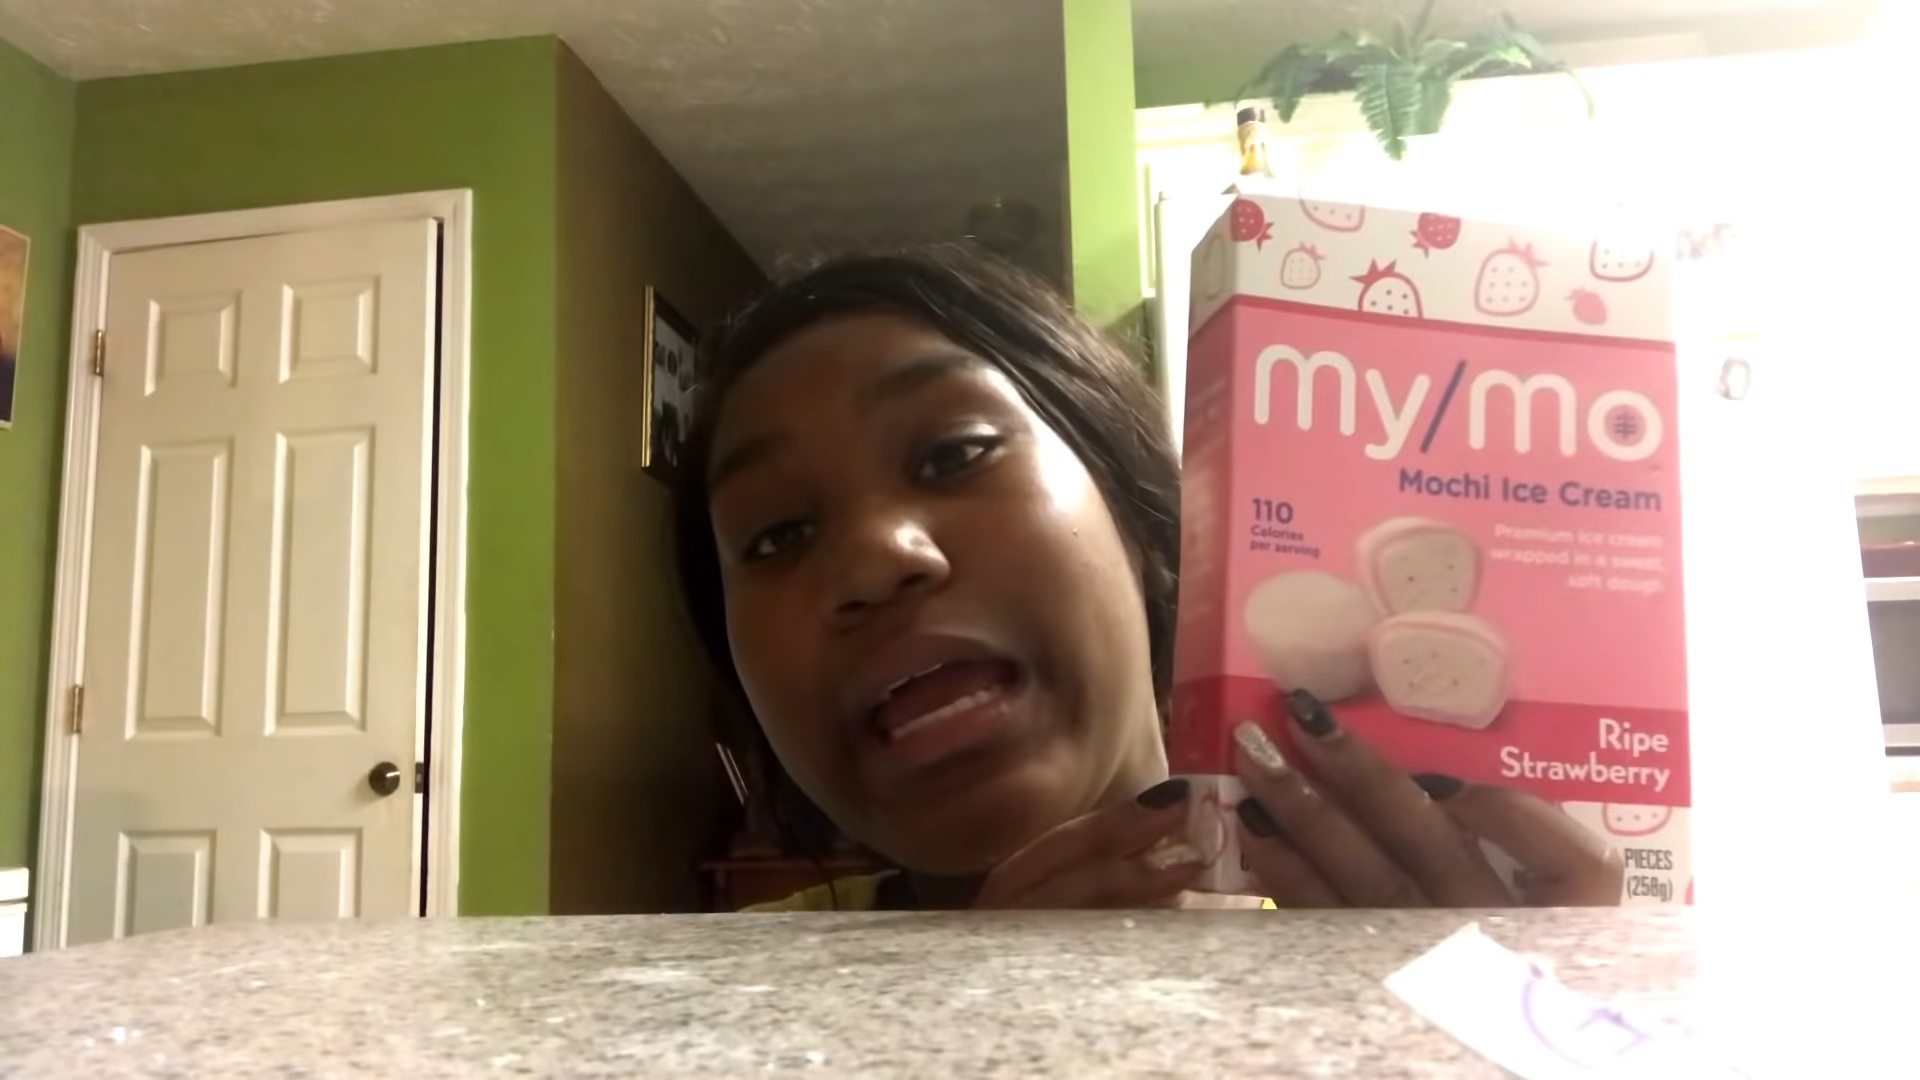 my/mo
Mochi Ice Cream
110
Calories
per serving
Premium ice cream
wrapped in a sweet,
soft dough
Ripe
Strawberry
PIECES
(258g)